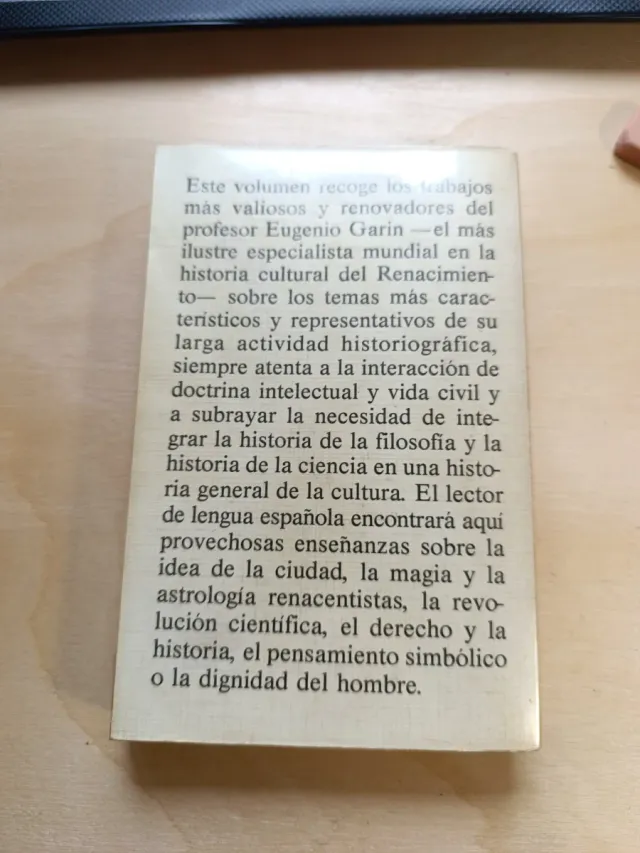 Este volumen recoge los trabajos
más valiosos y renovadores del
profesor Eugenio Garin —el más
ilustre especialista mundial en la
historia cultural del Renacimien-
to— sobre los temas más carac-
terísticos y representativos de su
larga actividad historiográfica,
siempre atenta a la interacción de
doctrina intelectual y vida civil y
a subrayar la necesidad de inte-
grar la historia de la filosofía y la
historia de la ciencia en una histo-
ria general de la cultura. El lector
de lengua española encontrará aquí
provechosas enseñanzas sobre la
idea de la ciudad, la magia y la
astrología renacentistas, la revo-
lución científica, el derecho y la
historia, el pensamiento simbólico
o la dignidad del hombre.